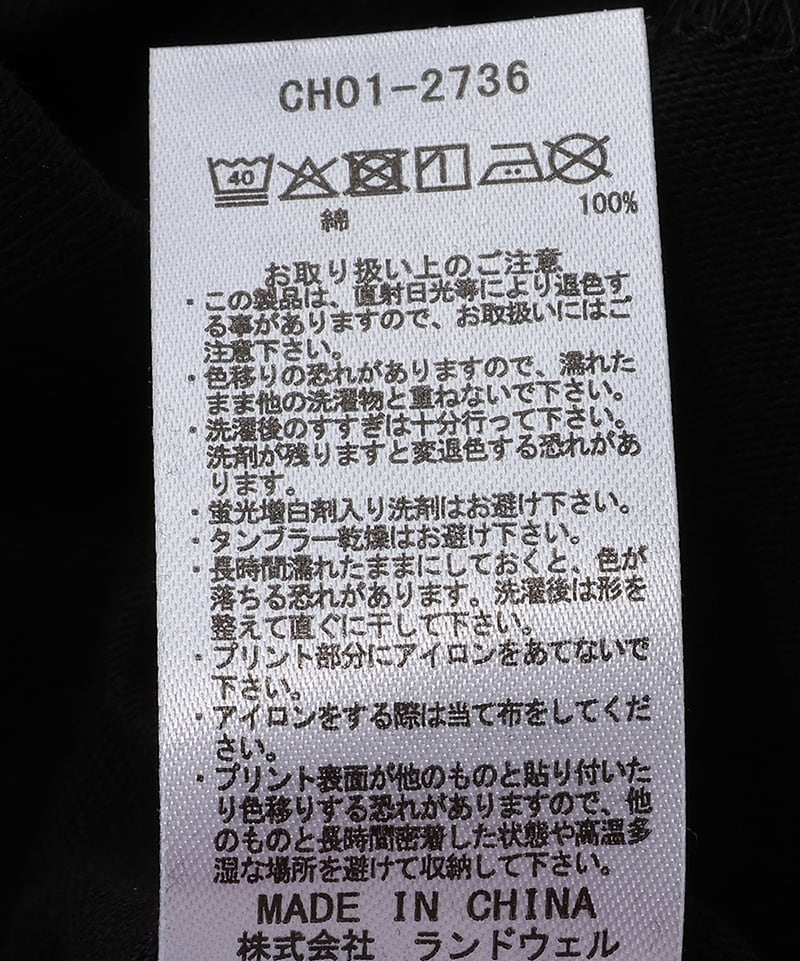 CH01-2736
40
綿 100%
お取り扱い上のご注意
・この製品は、直射日光等により退色す
る事がありますので、お取扱いにはご
注意下さい。
・色移りの恐れがありますので、濡れた
まま他の洗濯物と重ねないで下さい。
・洗濯後のすすぎは十分行って下さい。
洗剤が残りますと変退色する恐れがあ
ります。
・蛍光増白剤入り洗剤はお避け下さい。
・タンブラー乾燥はお避け下さい。
・長時間濡れたままにしておくと、色が
落ちる恐れがあります。洗濯後は形を
整えて直ぐに干して下さい。
・プリント部分にアイロンをあてないで
下さい。
・アイロンをする際は当て布をしてくだ
さい。
・プリント表面が他のものと貼り付いた
り色移りする恐れがありますので、他
のものと長時間密着した状態や高温多
湿な場所を避けて収納して下さい。
MADE IN CHINA
株式会社 ランドウェル